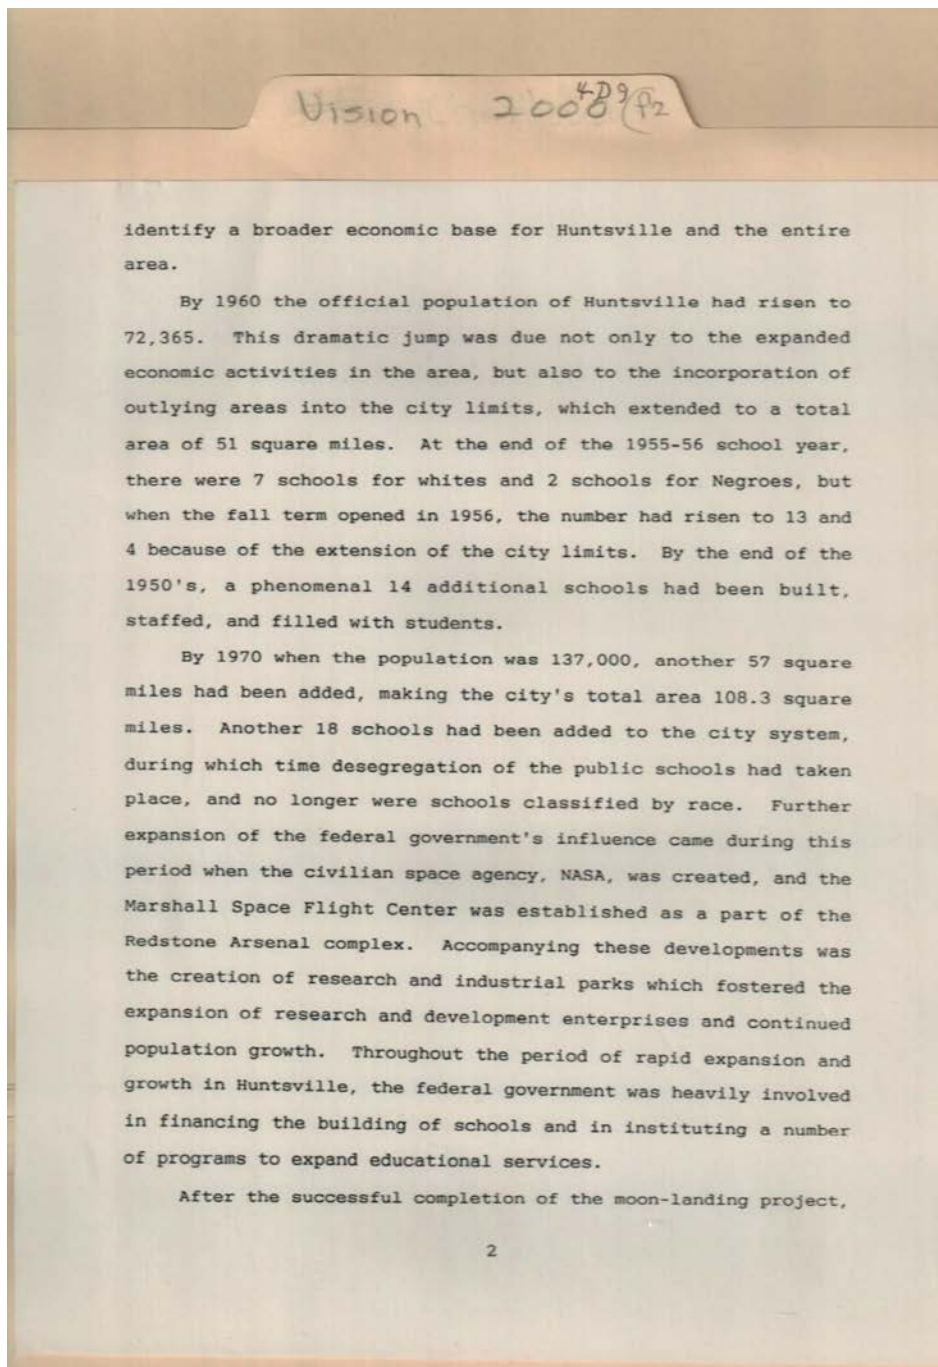 Vision 2000 4D9 P2
identify a broader economic base for Huntsville and the entire
area.
By 1960 the official population of Huntsville had risen to
72,365. This dramatic jump was due not only to the expanded
economic activities in the area, but also to the incorporation of
outlying areas into the city limits, which extended to a total
area of 51 square miles. At the end of the 1955-56 school year,
there were 7 schools for whites and 2 schools for Negroes, but
when the fall term opened in 1956, the number had risen to 13 and
4 because of the extension of the city limits. By the end of the
1950's, a phenomenal 14 additional schools had been built,
staffed, and filled with students.
By 1970 when the population was 137,000, another 57 square
miles had been added, making the city's total area 108.3 square
miles. Another 18 schools had been added to the city system,
during which time desegregation of the public schools had taken
place, and no longer were schools classified by race. Further
expansion of the federal government's influence came during this
period when the civilian space agency, NASA, was created, and the
Marshall Space Flight Center was established as a part of the
Redstone Arsenal complex. Accompanying these developments was
the creation of research and industrial parks which fostered the
expansion of research and development enterprises and continued
population growth. Throughout the period of rapid expansion and
growth in Huntsville, the federal government was heavily involved
in financing the building of schools and in instituting a number
of programs to expand educational services.
After the successful completion of the moon-landing project,
2